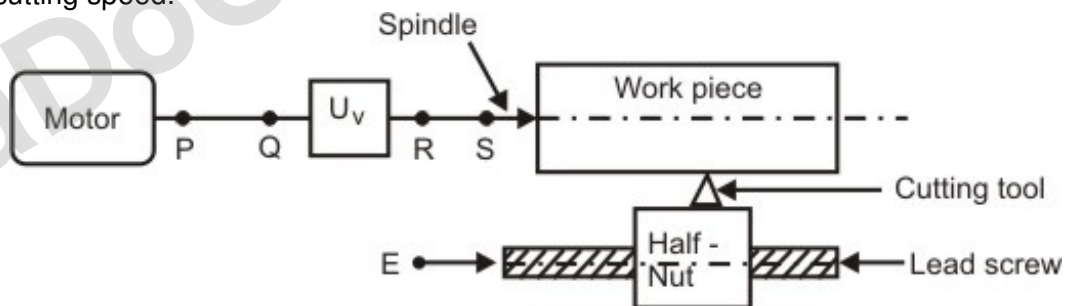 cutting speed.
Spindle
Motor
U_v
Work piece
P
Q
R
S
Cutting tool
E
Half -
Nut
Lead screw